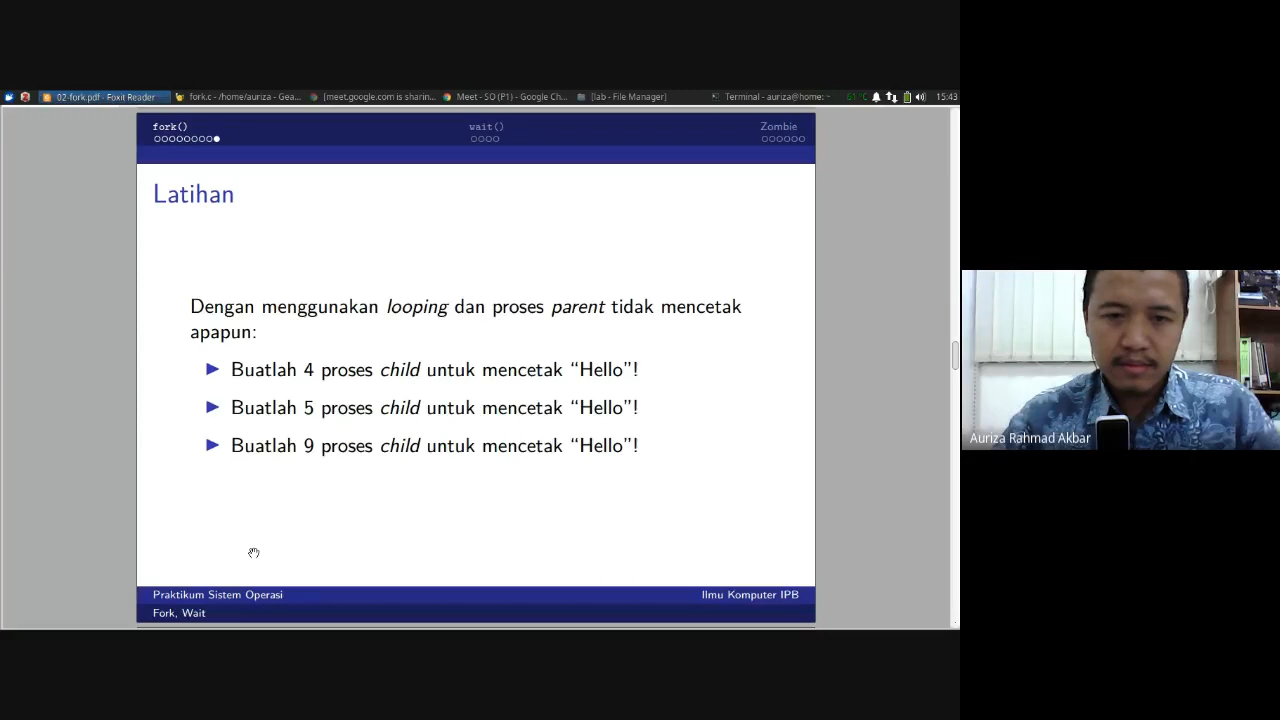 02-fork.pdf - Foxit Reader
fork.c - /home/auriza - Gea...
[meet.google.com is sharin...
Meet - SO (P1) - Google Ch...
[lab - File Manager]
Terminal - auriza@home: ~
61°C
15:43
fork()
wait()
Zombie
Latihan
Dengan menggunakan looping dan proses parent tidak mencetak
apapun:
Buatlah 4 proses child untuk mencetak “Hello”!
Buatlah 5 proses child untuk mencetak “Hello”!
Buatlah 9 proses child untuk mencetak “Hello”!
Praktikum Sistem Operasi
Ilmu Komputer IPB
Fork, Wait
Auriza Rahmad Akbar